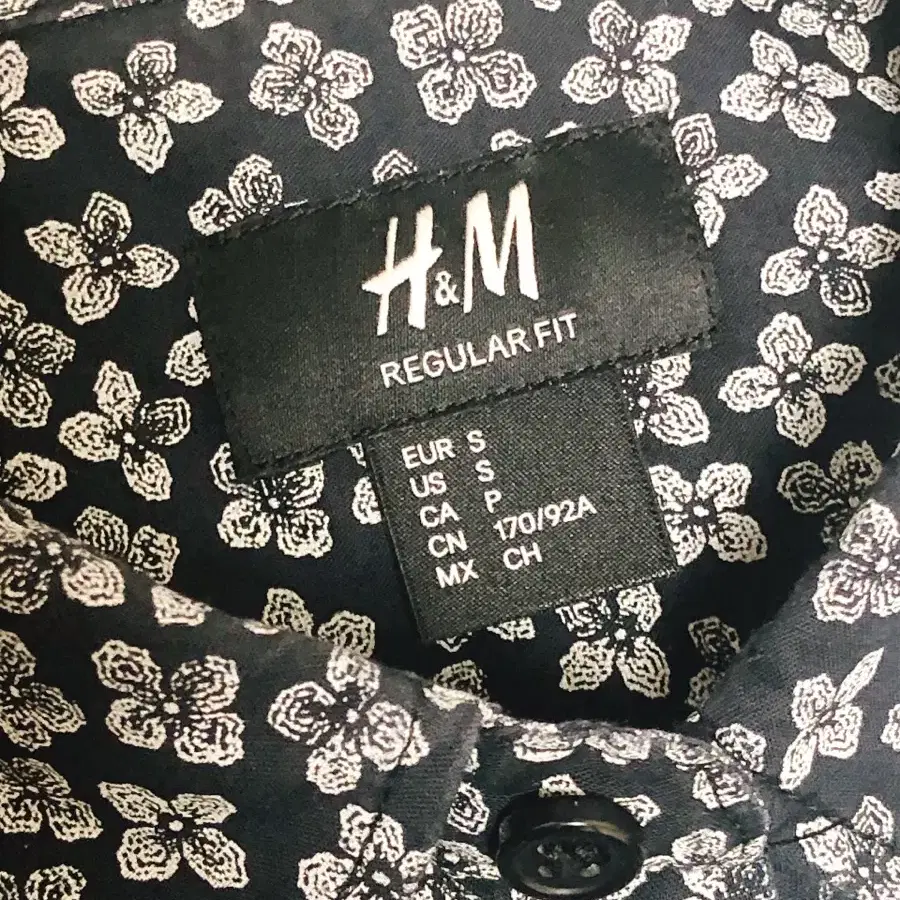 H&M
REGULAR FIT
EUR S
US S
CA P
CN 170/92A
MX CH